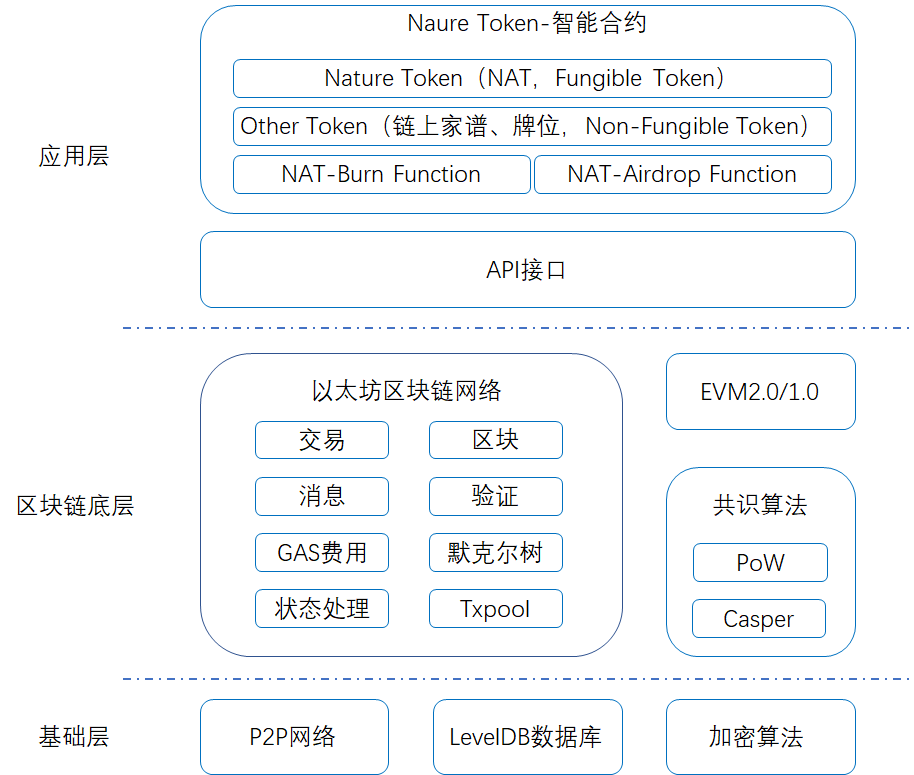 Naure Token-智能合约
Nature Token（NAT，Fungible Token）
Other Token（链上家谱、牌位，Non-Fungible Token）
应用层
NAT-Burn Function
NAT-Airdrop Function
API接口
以太坊区块链网络
EVM2.0/1.0
交易
区块
消息
验证
区块链底层
共识算法
GAS费用
默克尔树
PoW
状态处理
Txpool
Casper
基础层
P2P网络
LevelDB数据库
加密算法